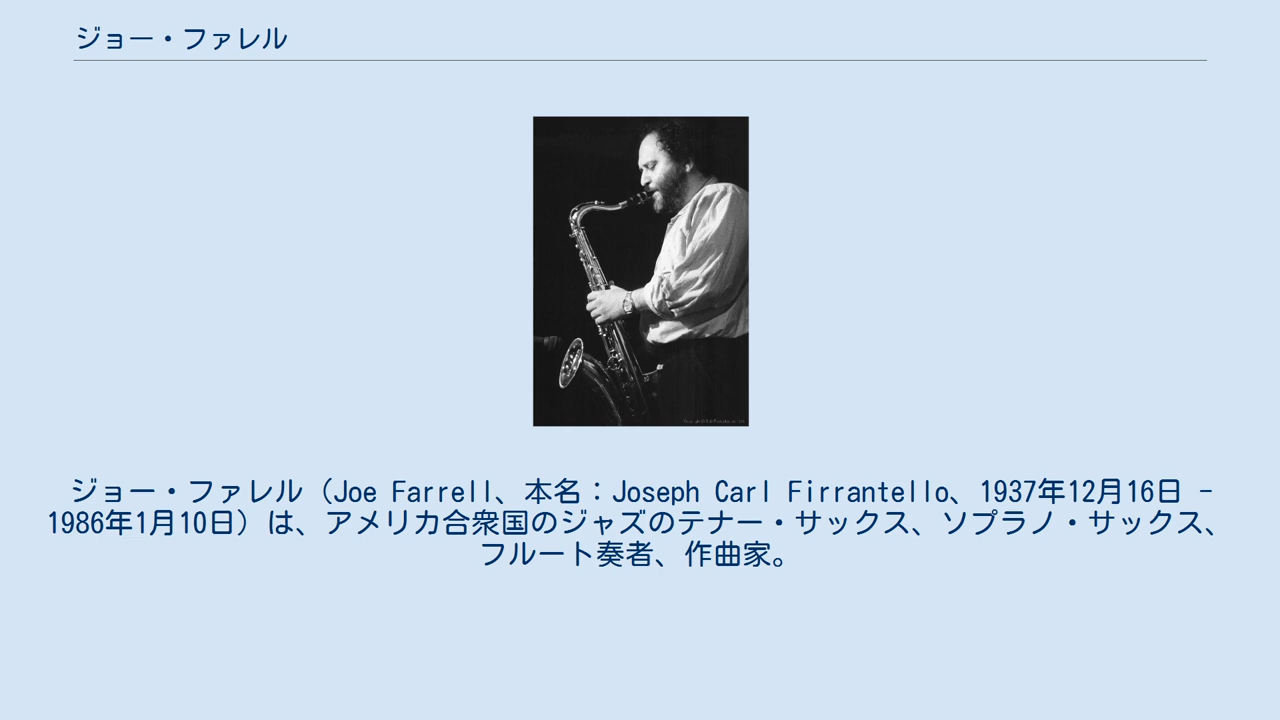 ジョー・ファレル
ジョー・ファレル（Joe Farrell、本名：Joseph Carl Firrantello、1937年12月16日 -
1986年1月10日）は、アメリカ合衆国のジャズのテナー・サックス、ソプラノ・サックス、
フルート奏者、作曲家。